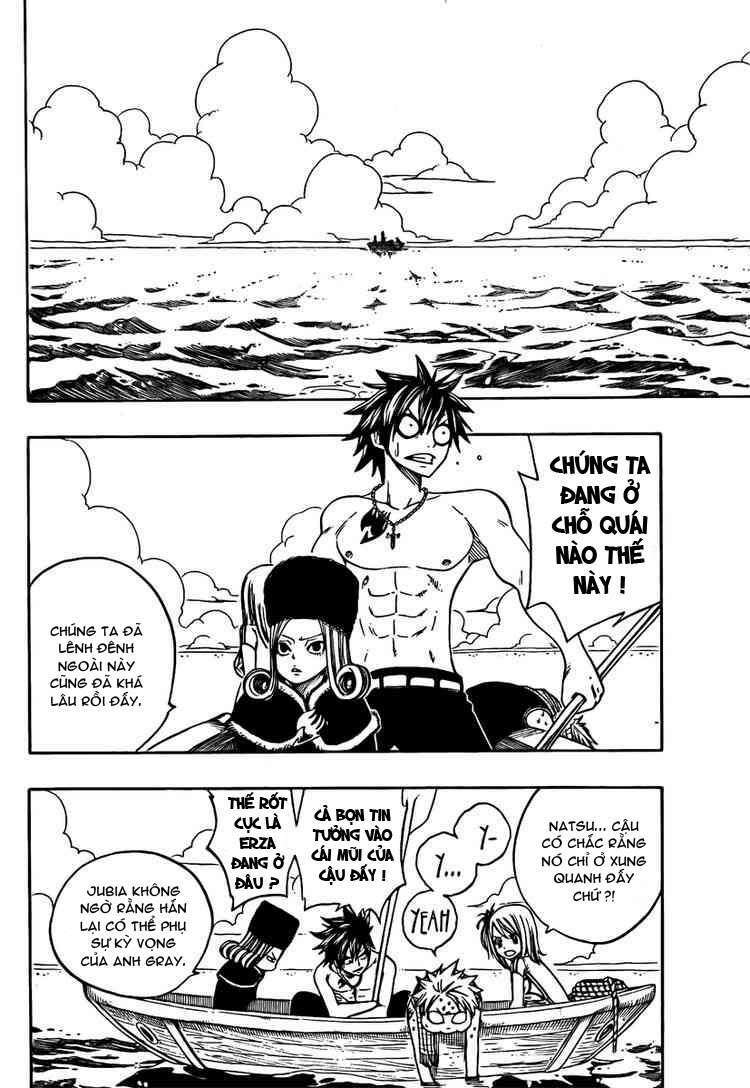 CHÚNG TA
ĐANG Ở
CHỖ QUÁI
NÀO THẾ
NÀY !
CHÚNG TA ĐÃ
LÊNH ĐÊNH
NGOÀI NÀY
CŨNG ĐÃ KHÁ
LÂU RỒI ĐẤY.
NATSU... CẬU
CÓ CHẮC RẰNG
NÓ CHỈ Ở XUNG
QUANH ĐÂY
CHỨ ?!
Y-
Y...
YEAH
CẢ BỌN TIN
TƯỞNG VÀO
CÁI MŨI CỦA
CẬU ĐẤY !
THẾ RỐT
CỤC LÀ
ERZA
ĐANG Ở
ĐÂU ?
JUBIA KHÔNG
NGỜ RẰNG HẮN
LẠI CÓ THỂ PHỤ
SỰ KỲ VỌNG
CỦA ANH GRAY.